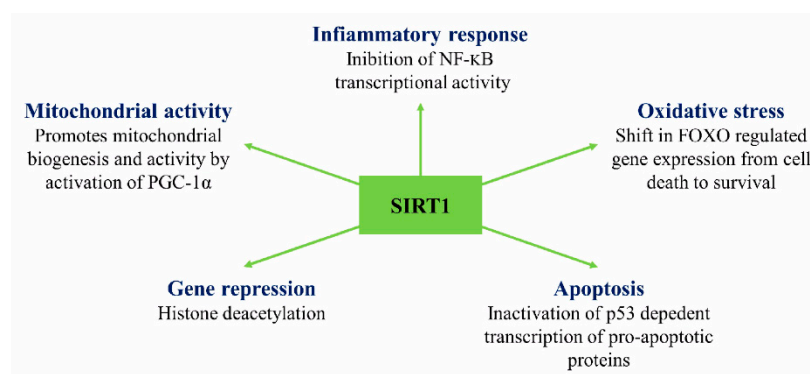 Infiammatory response
Inibition of NF-κB
transcriptional activity
Mitochondrial activity
Promotes mitochondrial
biogenesis and activity by
activation of PGC-1α
Oxidative stress
Shift in FOXO regulated
gene expression from cell
death to survival
SIRT1
Gene repression
Histone deacetylation
Apoptosis
Inactivation of p53 depedent
transcription of pro-apoptotic
proteins